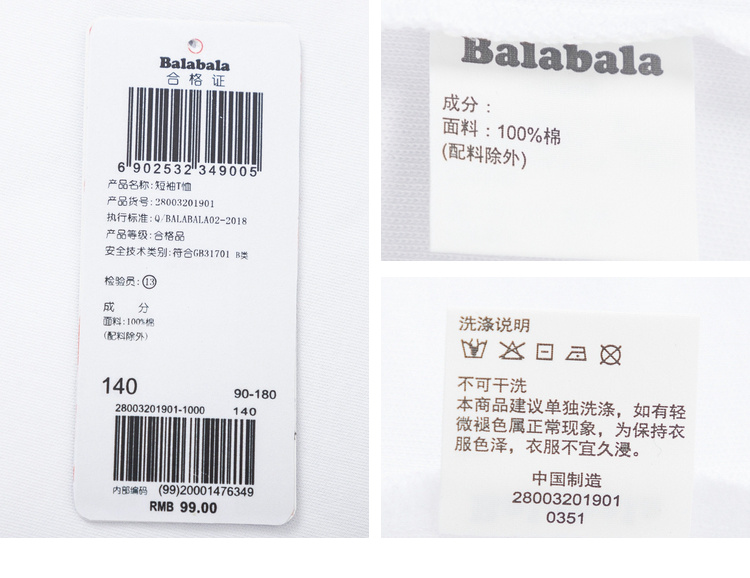 Balabala
合格证
6 902532 349005
产品名称:短袖T恤
产品货号:28003201901
执行标准:Q/BALABALA02-2018
产品等级:合格品
安全技术类别:符合GB31701 B类
检验员:⑬
成 分
面料:100%棉
(配料除外)
140
90-180
28003201901-1000 140
内部编码 (99)20001476349
RMB 99.00
Balabala
成分:
面料:100%棉
(配料除外)
洗涤说明
不可干洗
本商品建议单独洗涤，如有轻
微褪色属正常现象，为保持衣
服色泽，衣服不宜久浸。
中国制造
28003201901
0351